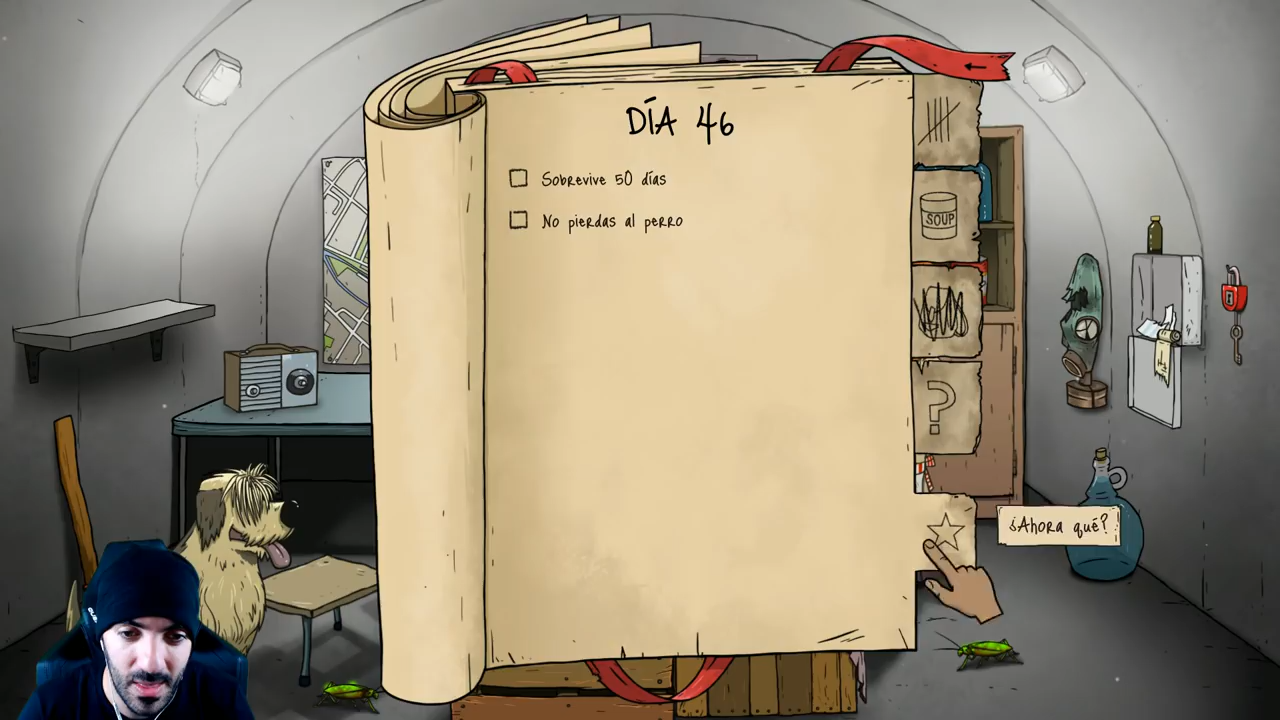 DÍA 46
Sobrevive 50 días
No pierdas al perro
SOUP
?
¿Ahora qué?